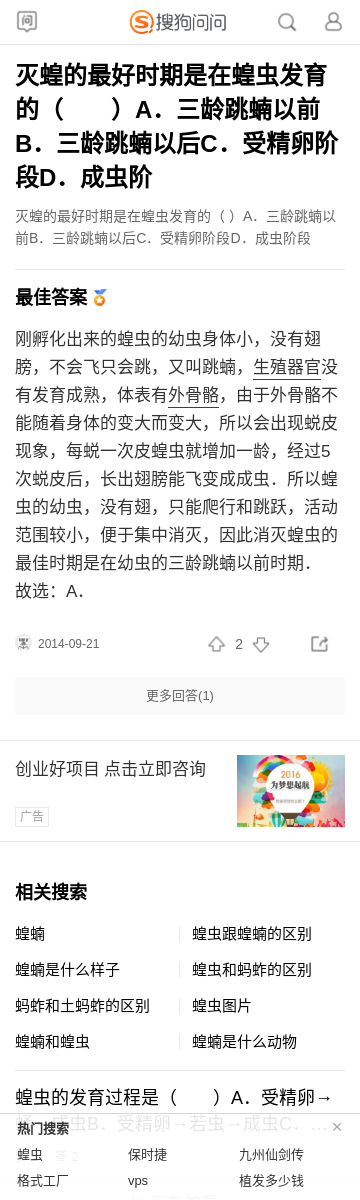 问
搜狗问问
灭蝗的最好时期是在蝗虫发育
的（　　）A．三龄跳蝻以前
B．三龄跳蝻以后C．受精卵阶
段D．成虫阶
灭蝗的最好时期是在蝗虫发育的（ ）A．三龄跳蝻以
前B．三龄跳蝻以后C．受精卵阶段D．成虫阶段
最佳答案
刚孵化出来的蝗虫的幼虫身体小，没有翅
膀，不会飞只会跳，又叫跳蝻，生殖器官没
有发育成熟，体表有外骨骼，由于外骨骼不
能随着身体的变大而变大，所以会出现蜕皮
现象，每蜕一次皮蝗虫就增加一龄，经过5
次蜕皮后，长出翅膀能飞变成成虫．所以蝗
虫的幼虫，没有翅，只能爬行和跳跃，活动
范围较小，便于集中消灭，因此消灭蝗虫的
最佳时期是在幼虫的三龄跳蝻以前时期．
故选：A．
2014-09-21
2
更多回答(1)
创业好项目 点击立即咨询
2016
为梦想起航
广告
相关搜索
蝗蝻
蝗虫跟蝗蝻的区别
蝗蝻是什么样子
蝗虫和蚂蚱的区别
蚂蚱和土蚂蚱的区别
蝗虫图片
蝗蝻和蝗虫
蝗蝻是什么动物
蝗虫的发育过程是（　　）A．受精卵→
蛹→成虫B．受精卵→若虫→成虫C．…
热门搜索
×
蝗虫
保时捷
九州仙剑传
格式工厂
vps
植发多少钱